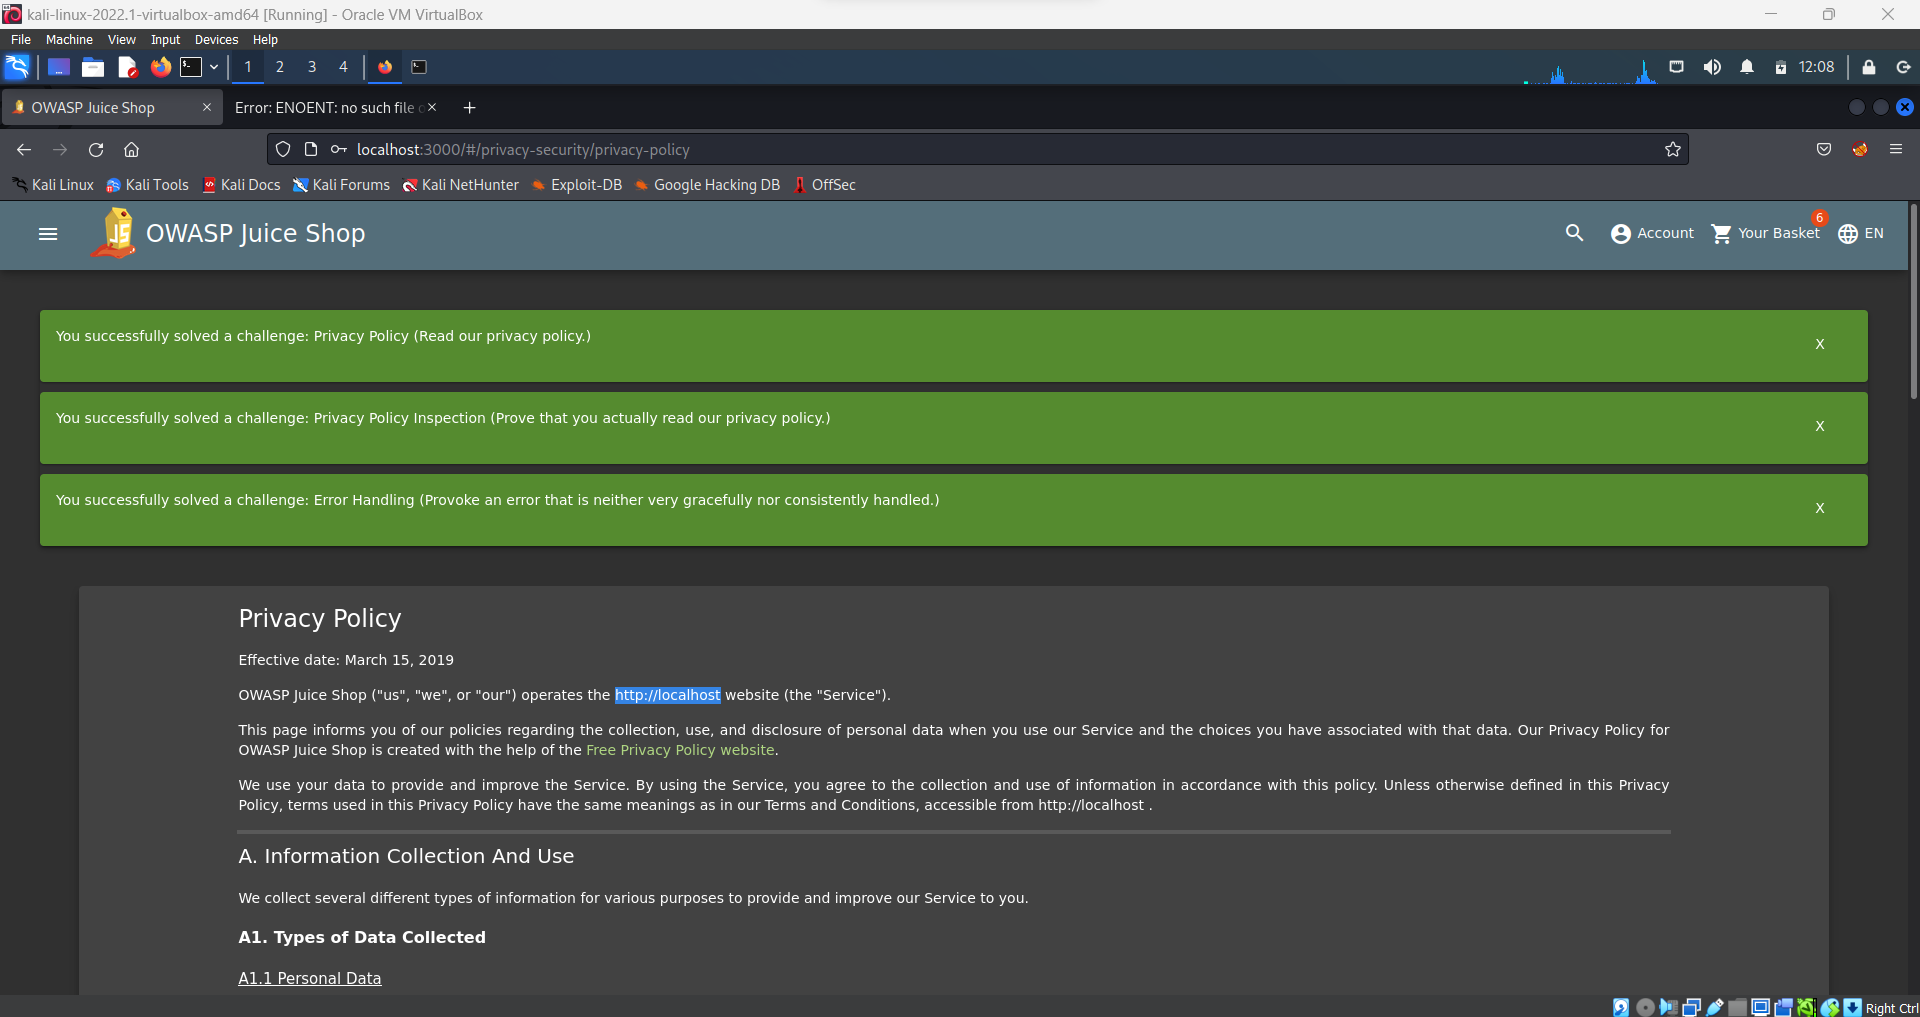 kali-linux-2022.1-virtualbox-amd64 [Running] - Oracle VM VirtualBox
File Machine View Input Devices Help
1 2 3 4 12:08
OWASP Juice Shop Error: ENOENT: no such file
localhost:3000/#/privacy-security/privacy-policy
Kali Linux Kali Tools Kali Docs Kali Forums Kali NetHunter Exploit-DB Google Hacking DB OffSec
OWASP Juice Shop Account Your Basket 6 EN
You successfully solved a challenge: Privacy Policy (Read our privacy policy.) X
You successfully solved a challenge: Privacy Policy Inspection (Prove that you actually read our privacy policy.) X
You successfully solved a challenge: Error Handling (Provoke an error that is neither very gracefully nor consistently handled.) X
Privacy Policy
Effective date: March 15, 2019
OWASP Juice Shop ("us", "we", or "our") operates the http://localhost website (the "Service").
This page informs you of our policies regarding the collection, use, and disclosure of personal data when you use our Service and the choices you have associated with that data. Our Privacy Policy for
OWASP Juice Shop is created with the help of the Free Privacy Policy website.
We use your data to provide and improve the Service. By using the Service, you agree to the collection and use of information in accordance with this policy. Unless otherwise defined in this Privacy
Policy, terms used in this Privacy Policy have the same meanings as in our Terms and Conditions, accessible from http://localhost .
A. Information Collection And Use
We collect several different types of information for various purposes to provide and improve our Service to you.
A1. Types of Data Collected
A1.1 Personal Data
Right Ctrl